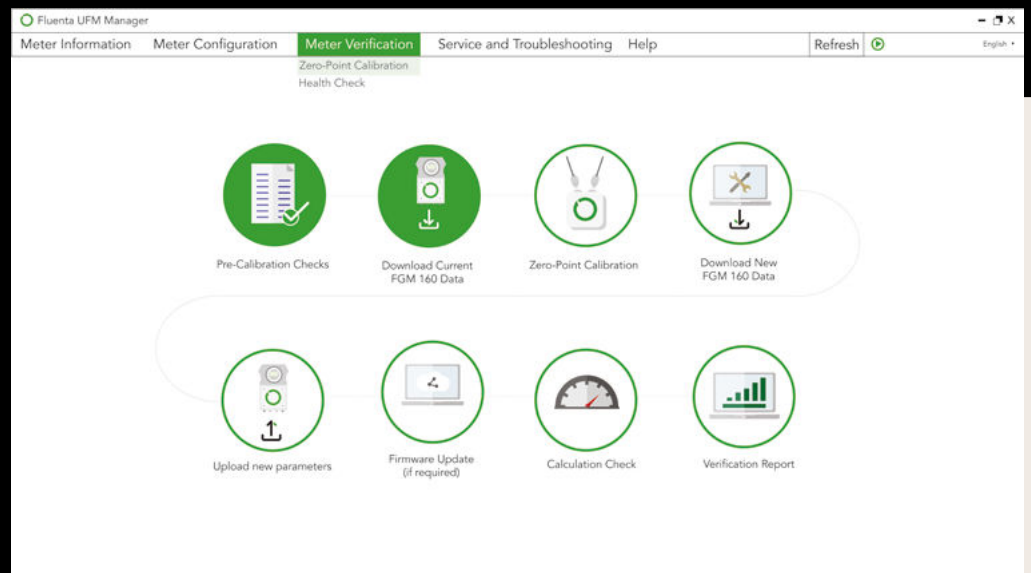 Fluenta UFM Manager
Meter Information Meter Configuration Meter Verification Service and Troubleshooting Help Refresh English
Zero-Point Calibration
Health Check
Pre-Calibration Checks
Download Current
FGM 160 Data
Zero-Point Calibration
Download New
FGM 160 Data
Upload new parameters
Firmware Update
(if required)
Calculation Check
Verification Report